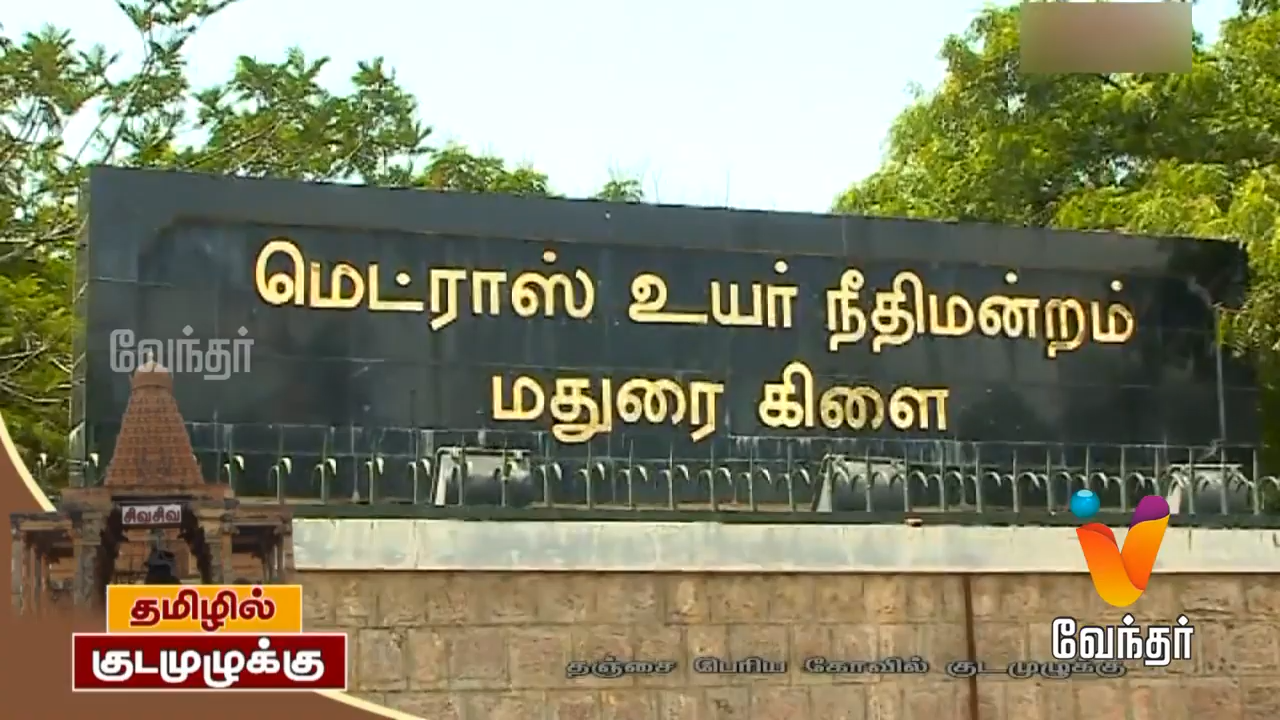 மெட்ராஸ் உயர் நீதிமன்றம்
மதுரை கிளை
வேந்தர்
சிவசிவ
தமிழில்
குடமுழுக்கு
தஞ்சை பெரிய கோவில் குடமுழுக்கு
வேந்தர்